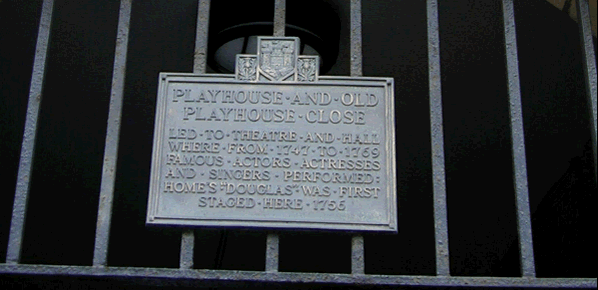 PLAYHOUSE·AND·OLD
PLAYHOUSE·CLOSE
LED·TO·THEATRE·AND·HALL
WHERE·FROM·1747·TO·1769
FAMOUS·ACTORS·ACTRESSES
AND·SINGERS·PERFORMED·
HOME'S·"DOUGLAS"·WAS·FIRST
STAGED·HERE·1756